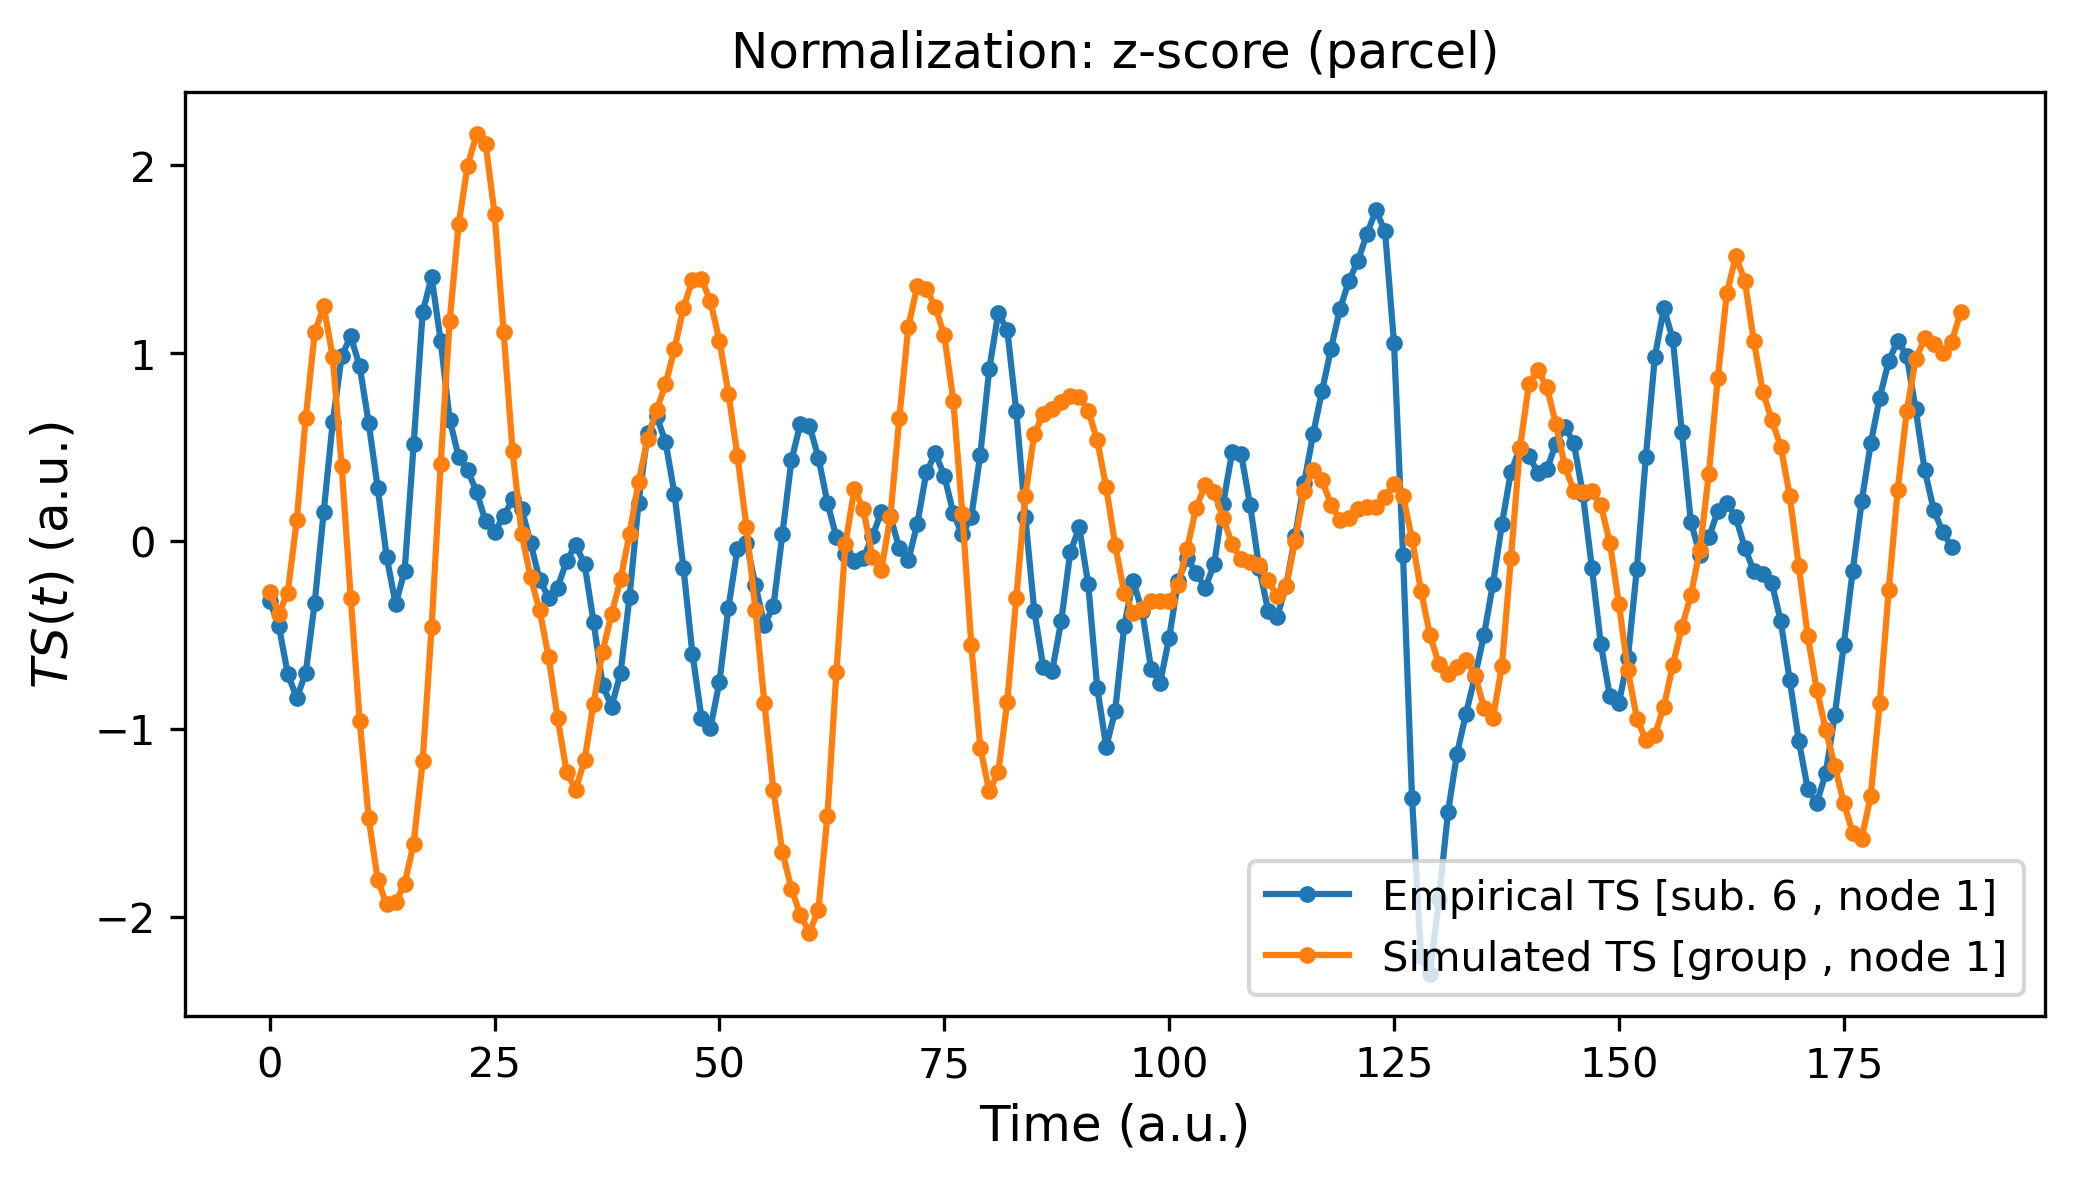 Normalization: z-score (parcel)
TS(t) (a.u.)
2
1
0
−1
−2
Empirical TS [sub. 6 , node 1]
Simulated TS [group , node 1]
0 25 50 75 100 125 150 175
Time (a.u.)